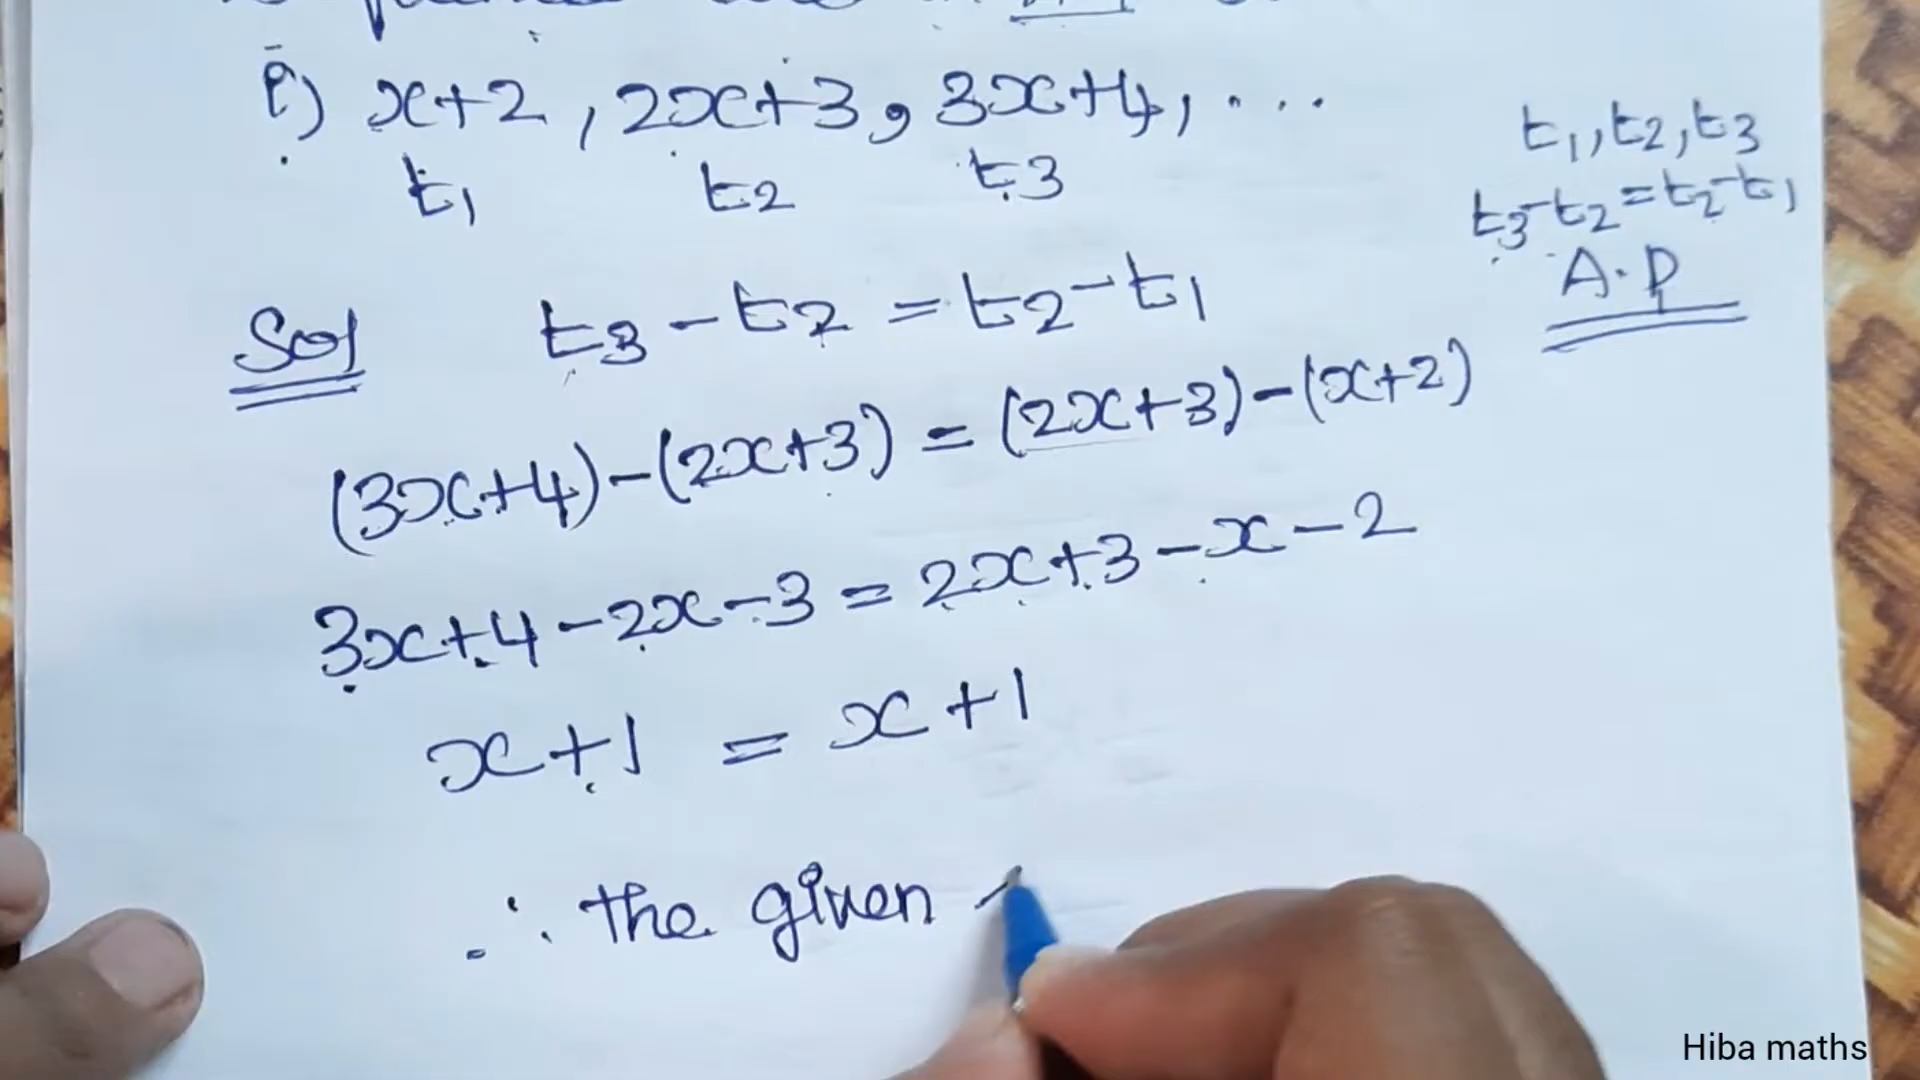 i) x+2, 2x+3, 3x+4, ...
t1 t2 t3
t1, t2, t3
t3-t2=t2-t1
A.P
Sol t3-t2=t2-t1
(3x+4)-(2x+3)=(2x+3)-(x+2)
3x+4-2x-3=2x+3-x-2
x+1=x+1
∴ the given
Hiba maths